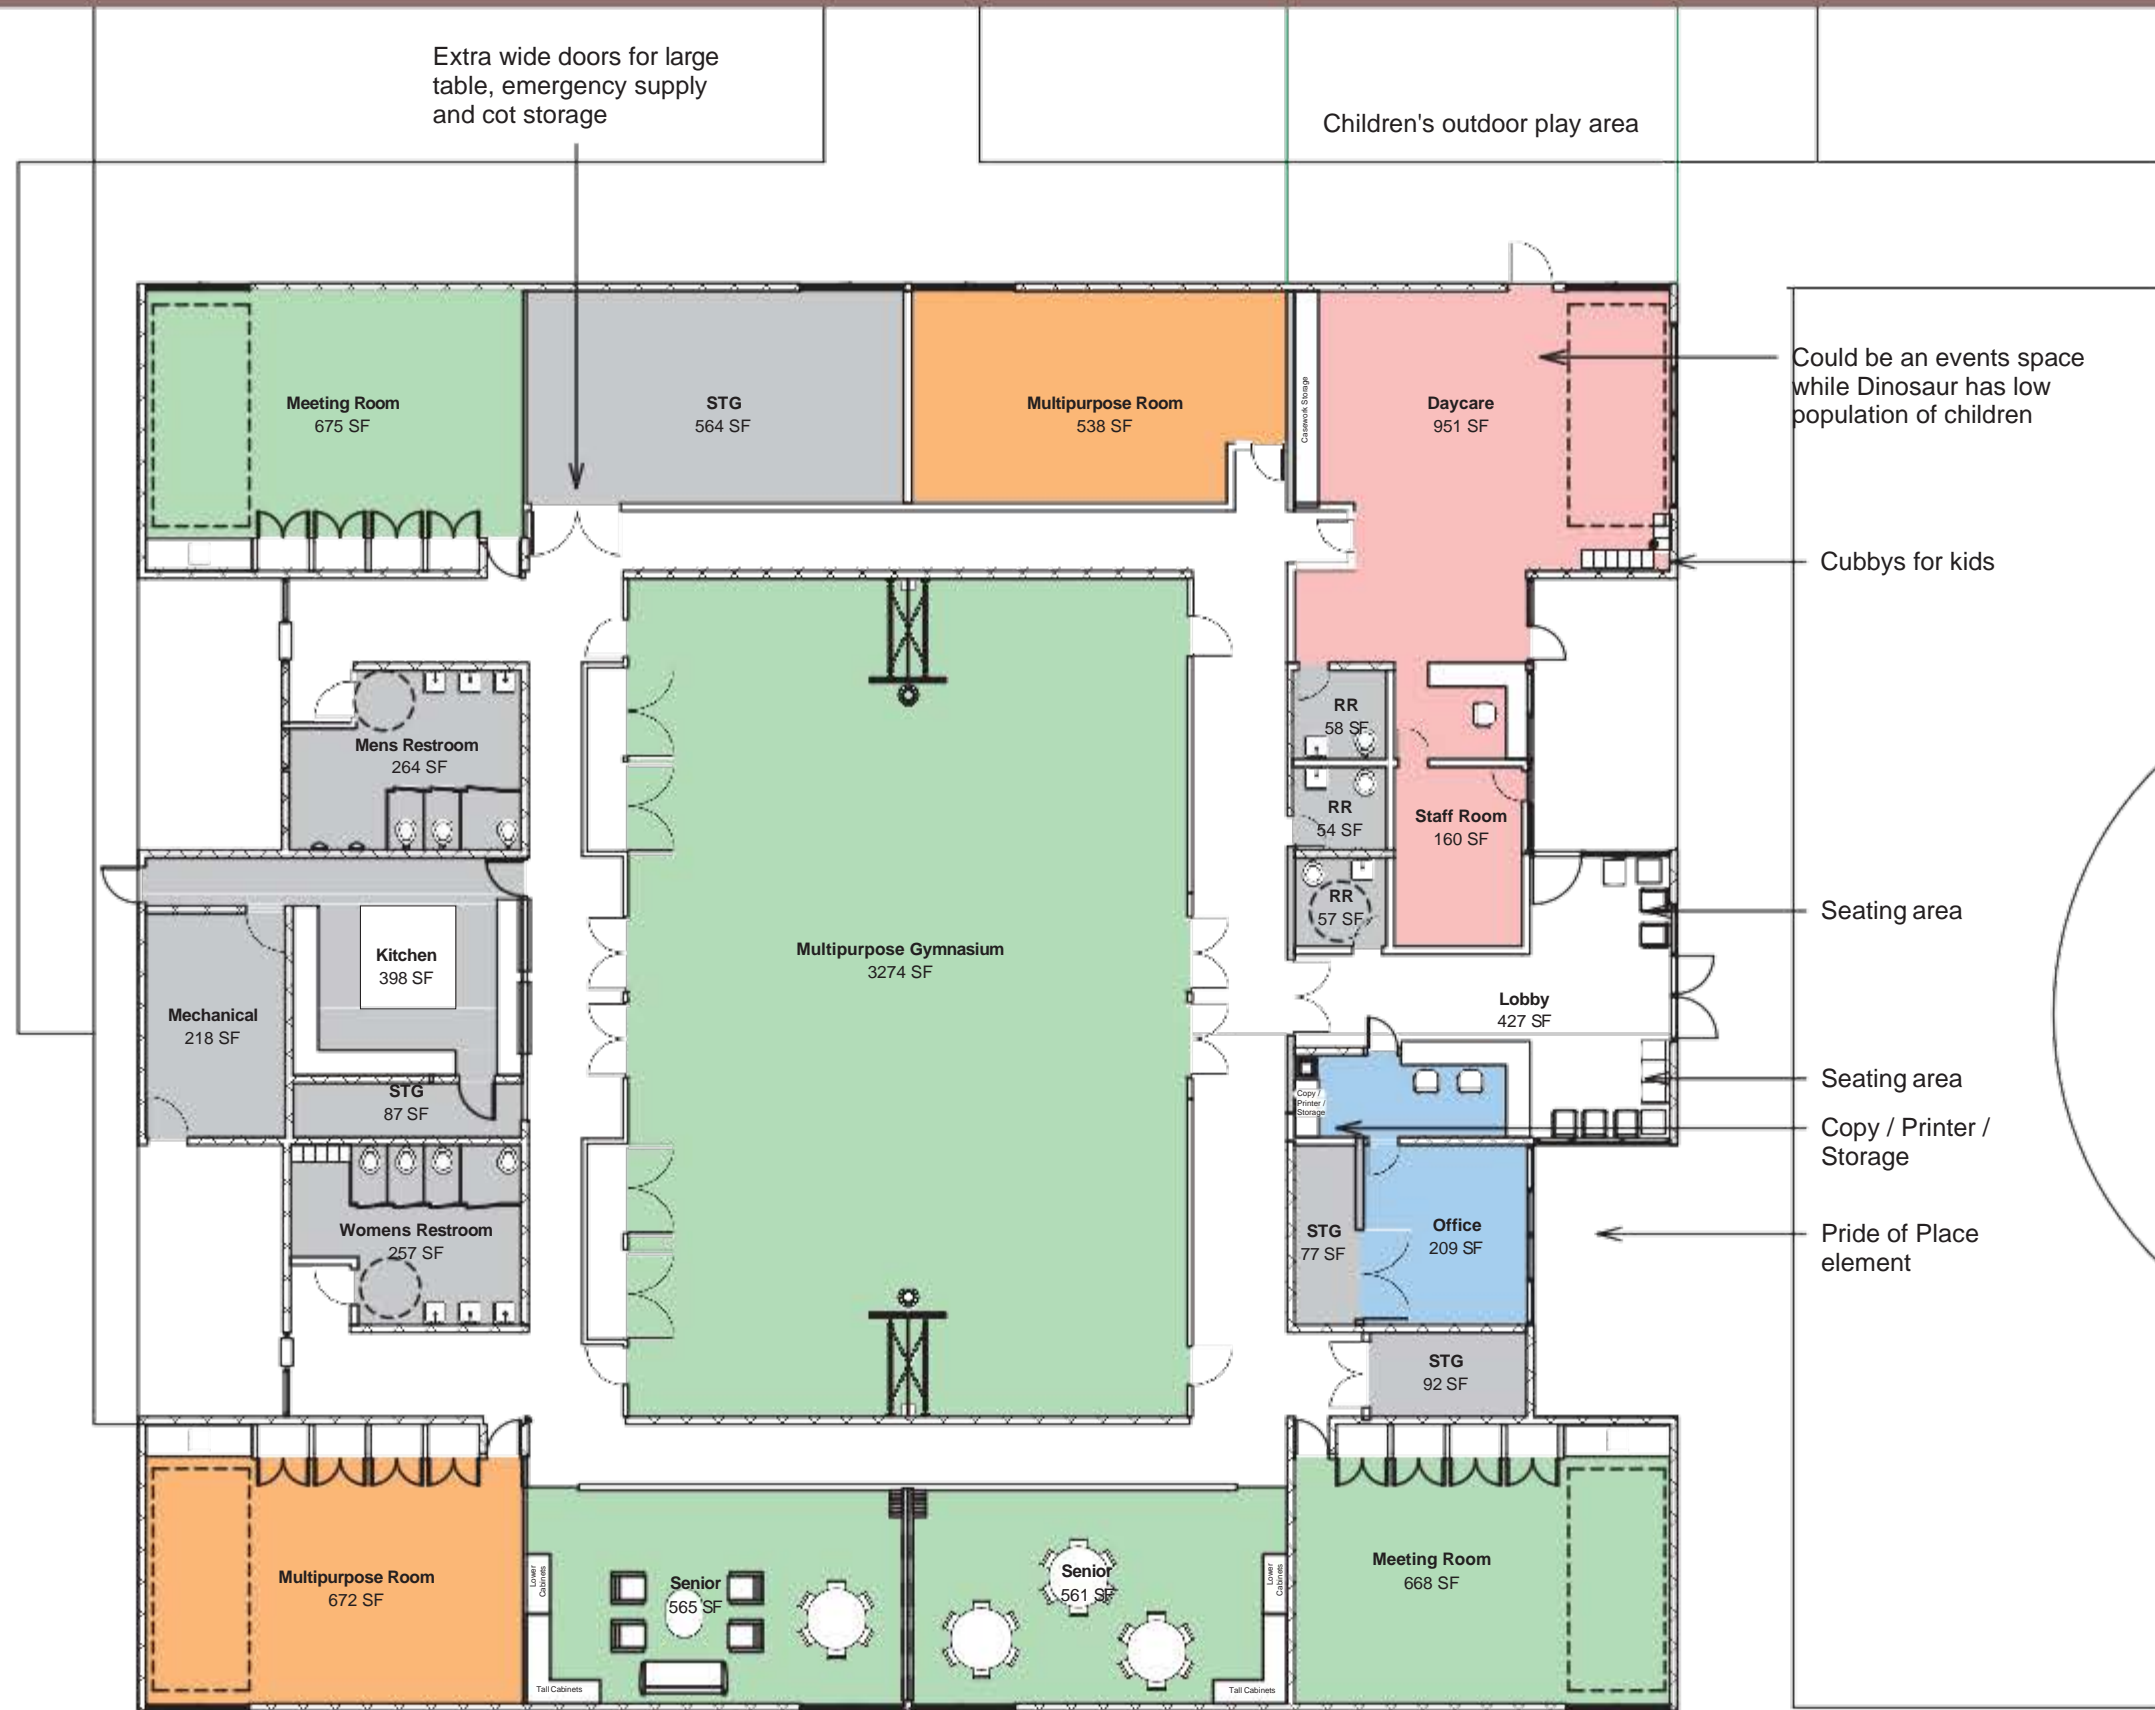 Extra wide doors for large
table, emergency supply
and cot storage
Children's outdoor play area
Meeting Room
675 SF
STG
564 SF
Multipurpose Room
538 SF
Casework Storage
Daycare
951 SF
Could be an events space
while Dinosaur has low
population of children
Cubbys for kids
Mens Restroom
264 SF
RR
58 SF
RR
54 SF
Staff Room
160 SF
RR
57 SF
Seating area
Kitchen
398 SF
Multipurpose Gymnasium
3274 SF
Mechanical
218 SF
Lobby
427 SF
STG
87 SF
Copy /
Printer /
Storage
Seating area
Copy / Printer /
Storage
Womens Restroom
257 SF
STG
77 SF
Office
209 SF
Pride of Place
element
STG
92 SF
Multipurpose Room
672 SF
Lower
Cabinets
Senior
565 SF
Tall Cabinets
Senior
561 SF
Lower
Cabinets
Tall Cabinets
Meeting Room
668 SF